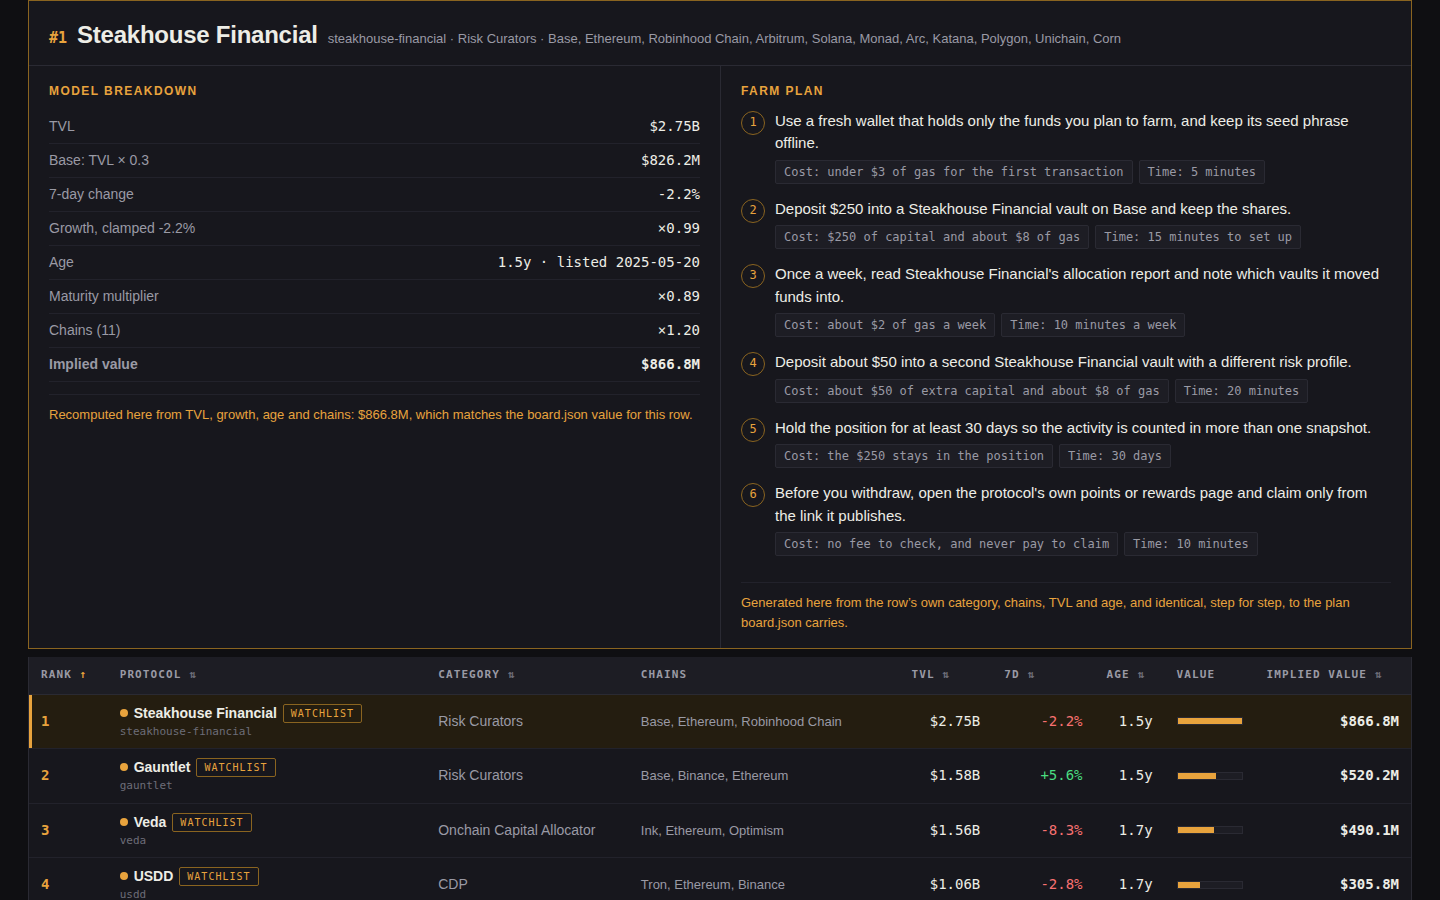 #1 Steakhouse Financial steakhouse-financial · Risk Curators · Base, Ethereum, Robinhood Chain, Arbitrum, Solana, Monad, Arc, Katana, Polygon, Unichain, Corn
MODEL BREAKDOWN
TVL $2.75B
Base: TVL × 0.3 $826.2M
7-day change -2.2%
Growth, clamped -2.2% ×0.99
Age 1.5y · listed 2025-05-20
Maturity multiplier ×0.89
Chains (11) ×1.20
Implied value $866.8M
Recomputed here from TVL, growth, age and chains: $866.8M, which matches the board.json value for this row.
FARM PLAN
1 Use a fresh wallet that holds only the funds you plan to farm, and keep its seed phrase
offline.
Cost: under $3 of gas for the first transaction Time: 5 minutes
2 Deposit $250 into a Steakhouse Financial vault on Base and keep the shares.
Cost: $250 of capital and about $8 of gas Time: 15 minutes to set up
3 Once a week, read Steakhouse Financial's allocation report and note which vaults it moved
funds into.
Cost: about $2 of gas a week Time: 10 minutes a week
4 Deposit about $50 into a second Steakhouse Financial vault with a different risk profile.
Cost: about $50 of extra capital and about $8 of gas Time: 20 minutes
5 Hold the position for at least 30 days so the activity is counted in more than one snapshot.
Cost: the $250 stays in the position Time: 30 days
6 Before you withdraw, open the protocol's own points or rewards page and claim only from
the link it publishes.
Cost: no fee to check, and never pay to claim Time: 10 minutes
Generated here from the row's own category, chains, TVL and age, and identical, step for step, to the plan
board.json carries.
RANK ↑ PROTOCOL ⇅ CATEGORY ⇅ CHAINS TVL ⇅ 7D ⇅ AGE ⇅ VALUE IMPLIED VALUE ⇅
1 Steakhouse Financial WATCHLIST Risk Curators Base, Ethereum, Robinhood Chain $2.75B -2.2% 1.5y $866.8M
steakhouse-financial
2 Gauntlet WATCHLIST Risk Curators Base, Binance, Ethereum $1.58B +5.6% 1.5y $520.2M
gauntlet
3 Veda WATCHLIST Onchain Capital Allocator Ink, Ethereum, Optimism $1.56B -8.3% 1.7y $490.1M
veda
4 USDD WATCHLIST CDP Tron, Ethereum, Binance $1.06B -2.8% 1.7y $305.8M
usdd